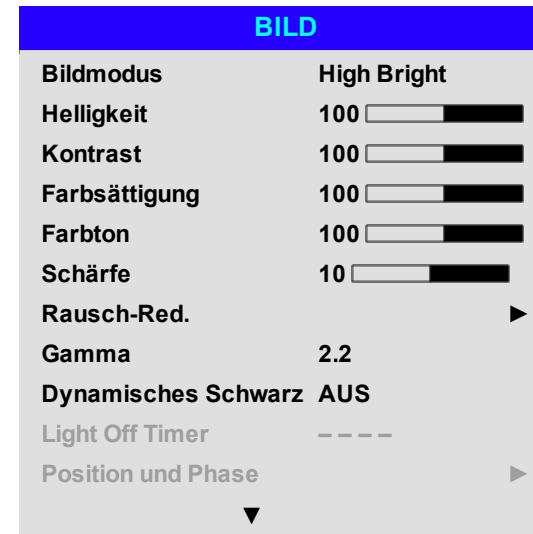 BILD
Bildmodus High Bright
Helligkeit 100
Kontrast 100
Farbsättigung 100
Farbton 100
Schärfe 10
Rausch-Red. ►
Gamma 2.2
Dynamisches Schwarz AUS
Light Off Timer – – – –
Position und Phase ►
▼